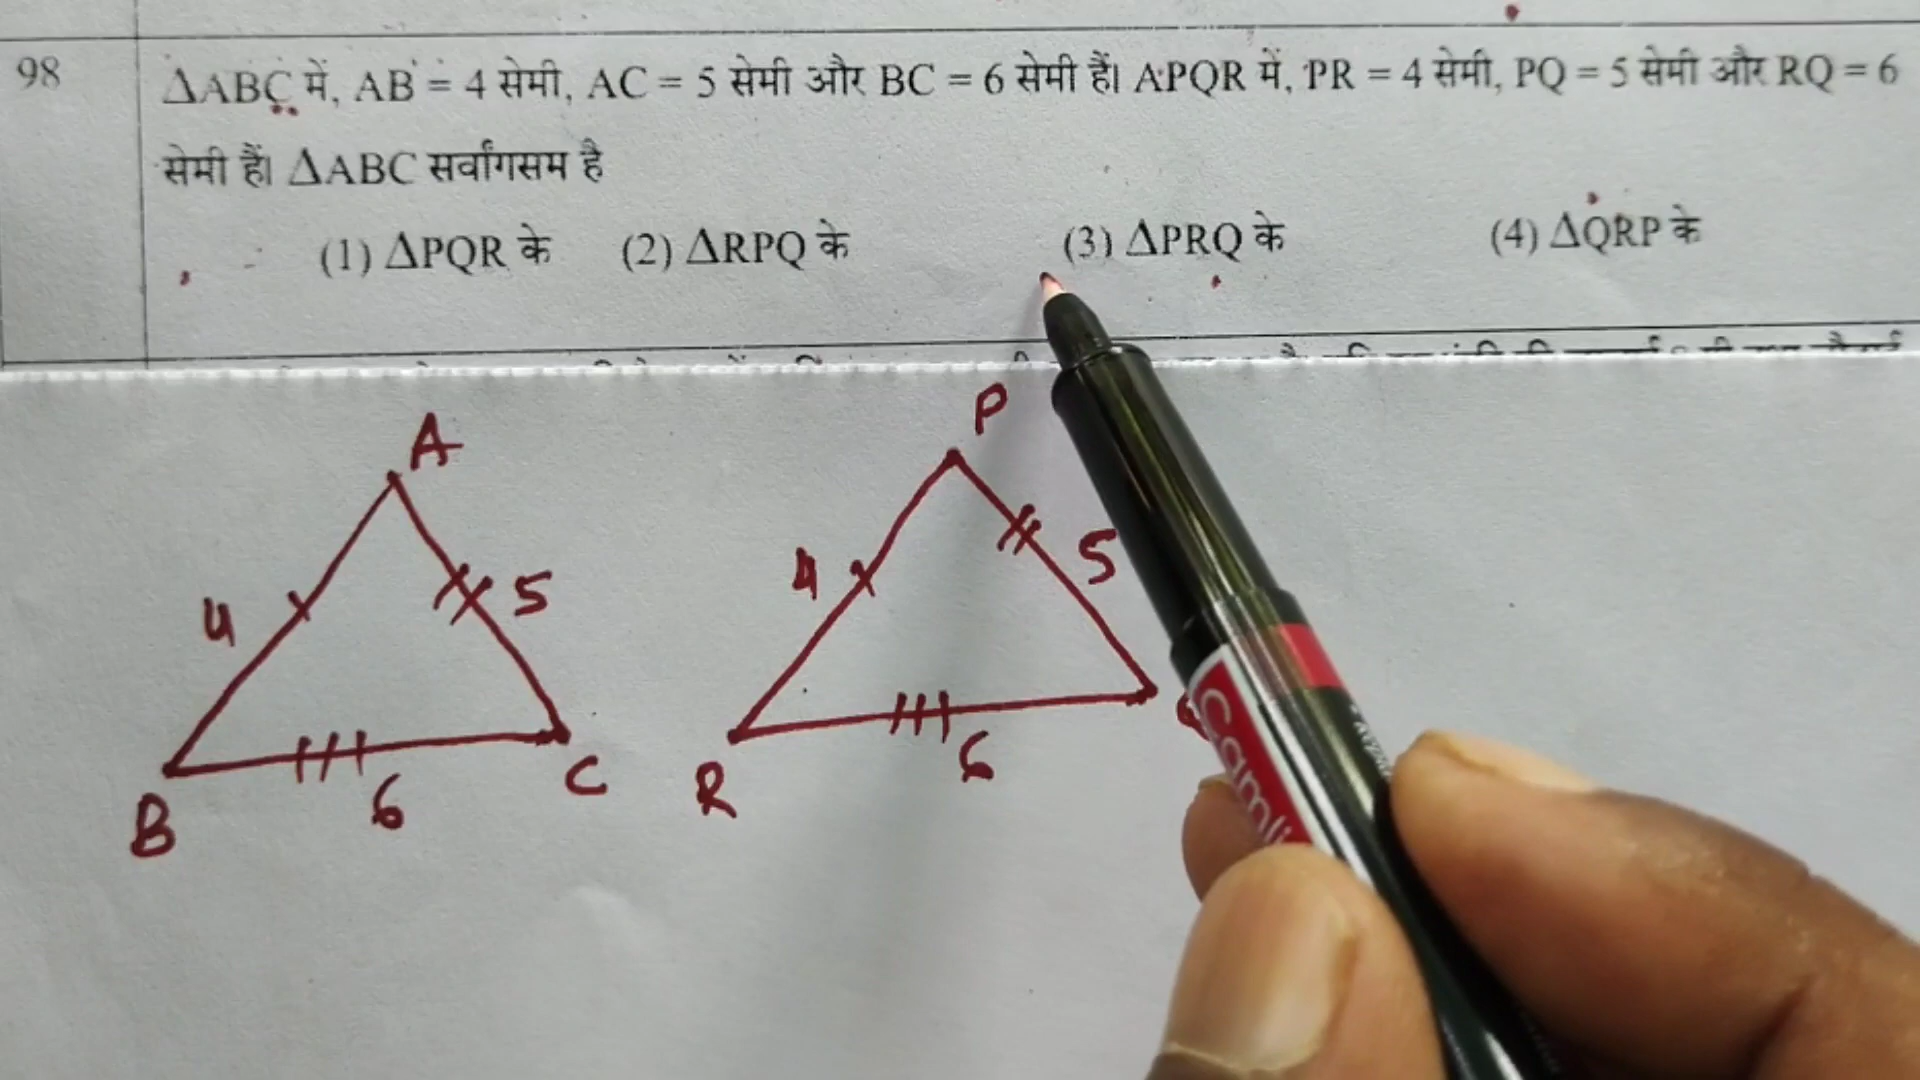 98
ΔABC में, AB = 4 सेमी, AC = 5 सेमी और BC = 6 सेमी हैं। ΔPQR में, PR = 4 सेमी, PQ = 5 सेमी और RQ = 6
सेमी हैं। ΔABC सर्वांगसम है
(1) ΔPQR के (2) ΔRPQ के (3) ΔPRQ के (4) ΔQRP के
A P
4 5 4 5
B 6 C R 6
Camli